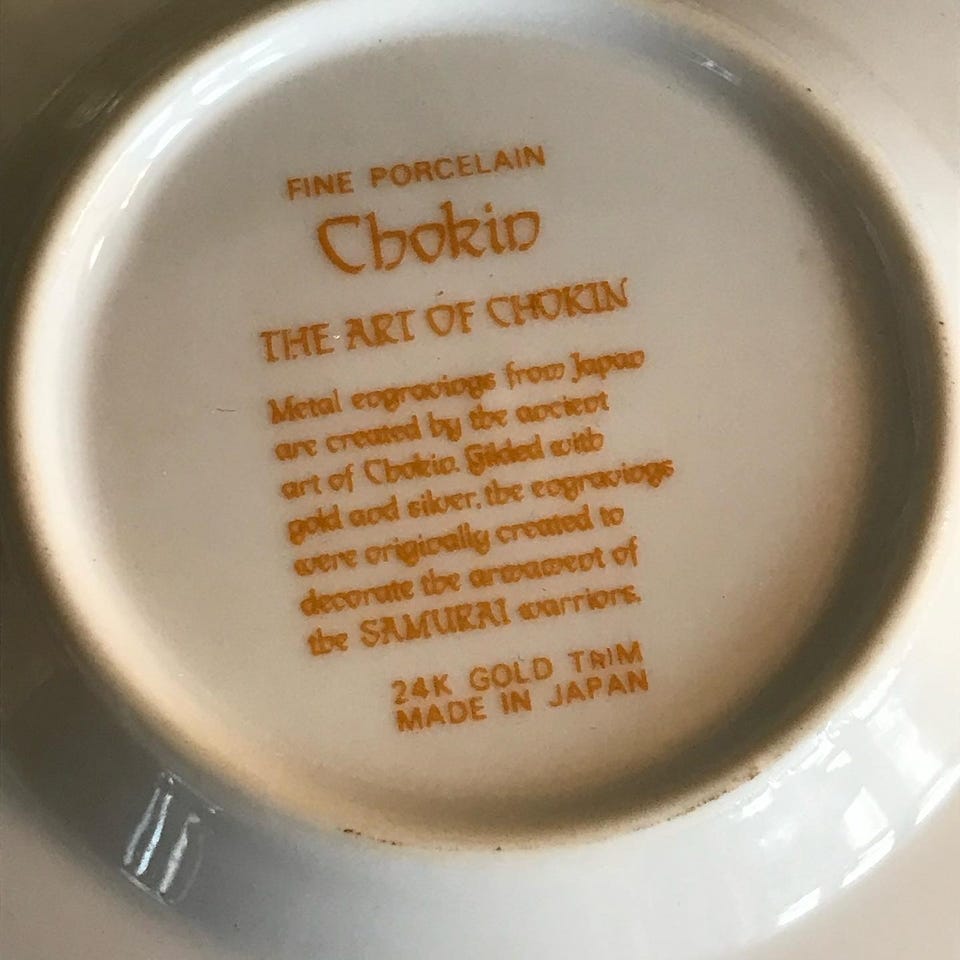 FINE PORCELAIN
Chokin
THE ART OF CHOKIN
Metal engravings from Japan
are created by the ancient
art of Chokin. Gilded with
gold and silver, the engravings
were originally created to
decorate the armament of
the SAMURAI warriors.
24K GOLD TRIM
MADE IN JAPAN